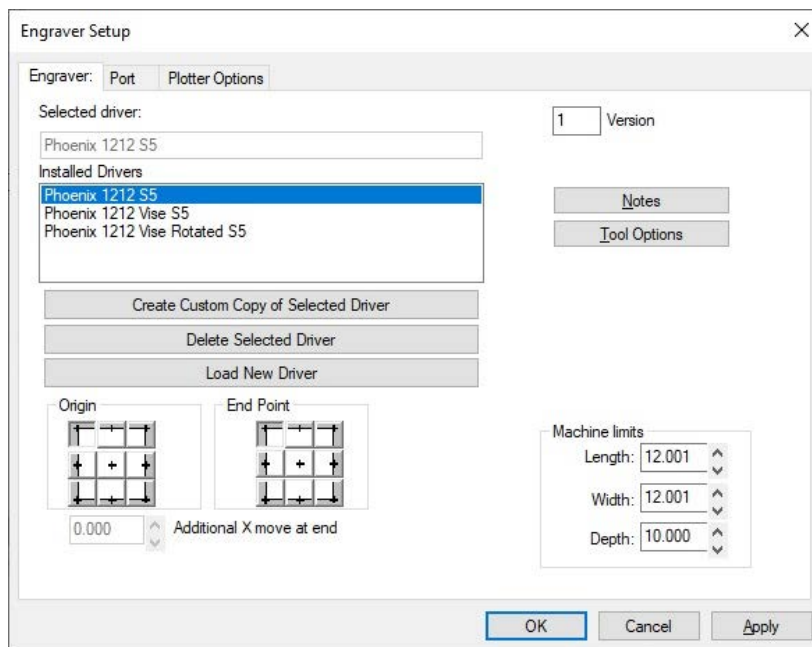 Engraver Setup
Engraver: Port Plotter Options
Selected driver:
1 Version
Phoenix 1212 S5
Installed Drivers
Phoenix 1212 S5
Phoenix 1212 Vise S5
Phoenix 1212 Vise Rotated S5
Notes
Tool Options
Create Custom Copy of Selected Driver
Delete Selected Driver
Load New Driver
Origin End Point
Machine limits
Length: 12.001
Width: 12.001
Depth: 10.000
0.000 Additional X move at end
OK Cancel Apply